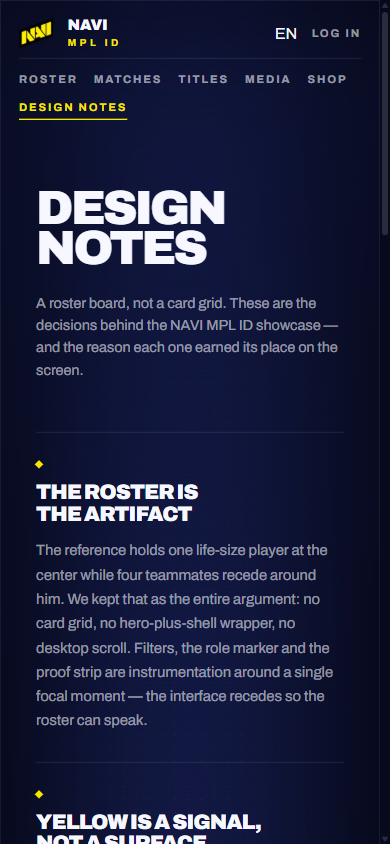 NAVI
NAVI
MPL ID
EN
LOG IN
ROSTER MATCHES TITLES MEDIA SHOP
DESIGN NOTES
DESIGN
NOTES
A roster board, not a card grid. These are the
decisions behind the NAVI MPL ID showcase —
and the reason each one earned its place on the
screen.
THE ROSTER IS
THE ARTIFACT
The reference holds one life-size player at the
center while four teammates recede around
him. We kept that as the entire argument: no
card grid, no hero-plus-shell wrapper, no
desktop scroll. Filters, the role marker and the
proof strip are instrumentation around a single
focal moment — the interface recedes so the
roster can speak.
YELLOW IS A SIGNAL,
NOT A SURFACE